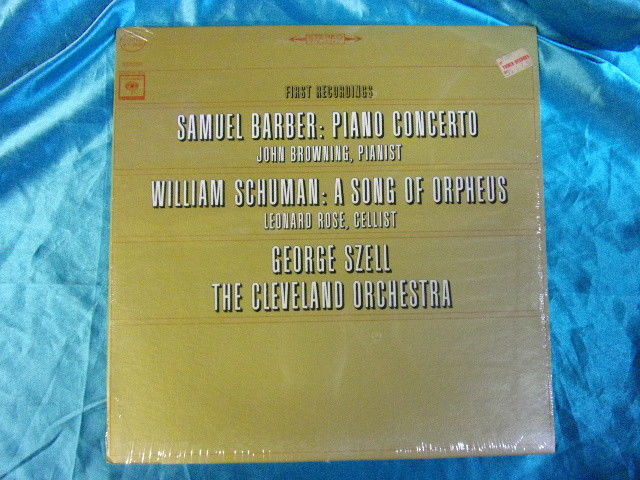 STEREO
FIRST RECORDINGS
SAMUEL BARBER: PIANO CONCERTO
JOHN BROWNING, PIANIST
WILLIAM SCHUMAN: A SONG OF ORPHEUS
LEONARD ROSE, CELLIST
GEORGE SZELL
THE CLEVELAND ORCHESTRA